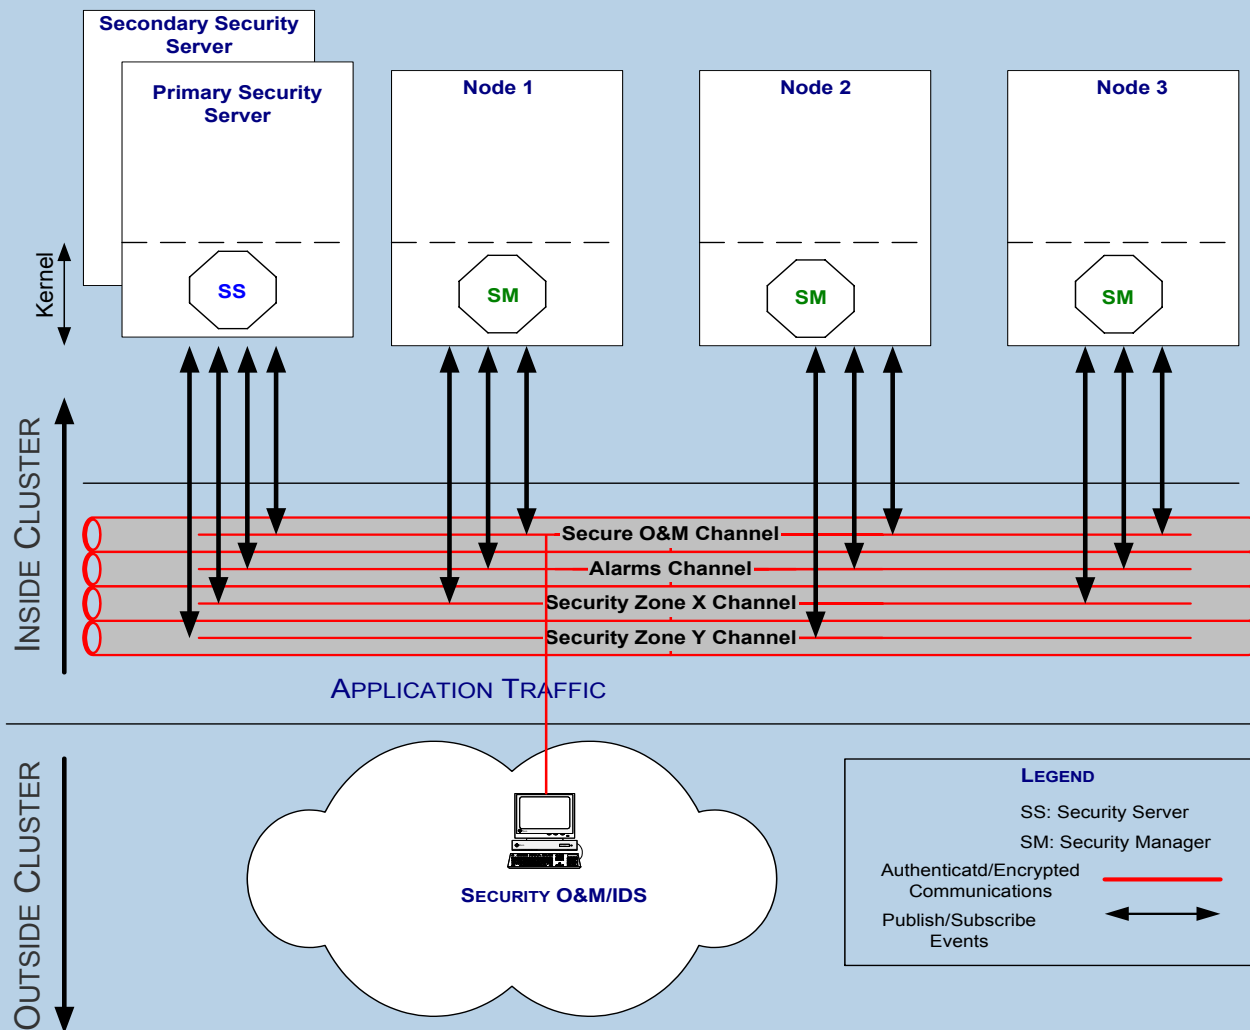 Secondary Security
Server
Primary Security
Server
Node 1
Node 2
Node 3
Kernel
SS
SM
SM
SM
INSIDE CLUSTER
Secure O&M Channel
Alarms Channel
Security Zone X Channel
Security Zone Y Channel
APPLICATION TRAFFIC
OUTSIDE CLUSTER
SECURITY O&M/IDS
LEGEND
SS: Security Server
SM: Security Manager
Authenticatd/Encrypted
Communications
Publish/Subscribe
Events